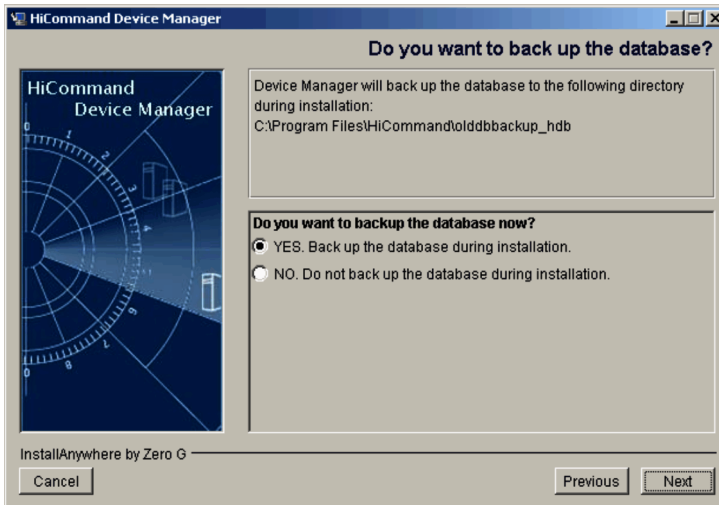 HiCommand Device Manager
Do you want to back up the database?
HiCommand
Device Manager
Device Manager will back up the database to the following directory
during installation:
C:\Program Files\HiCommand\olddbbackup_hdb
Do you want to backup the database now?
YES. Back up the database during installation.
NO. Do not back up the database during installation.
InstallAnywhere by Zero G
Cancel
Previous
Next